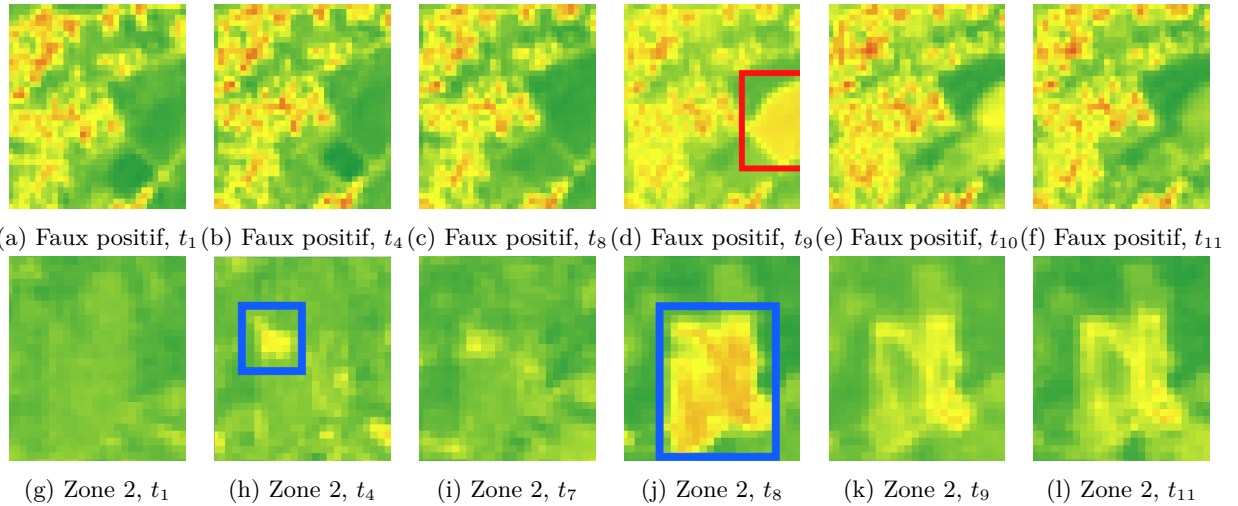 (a) Faux positif, t1 (b) Faux positif, t4 (c) Faux positif, t8 (d) Faux positif, t9 (e) Faux positif, t10 (f) Faux positif, t11
(g) Zone 2, t1 (h) Zone 2, t4 (i) Zone 2, t7 (j) Zone 2, t8 (k) Zone 2, t9 (l) Zone 2, t11